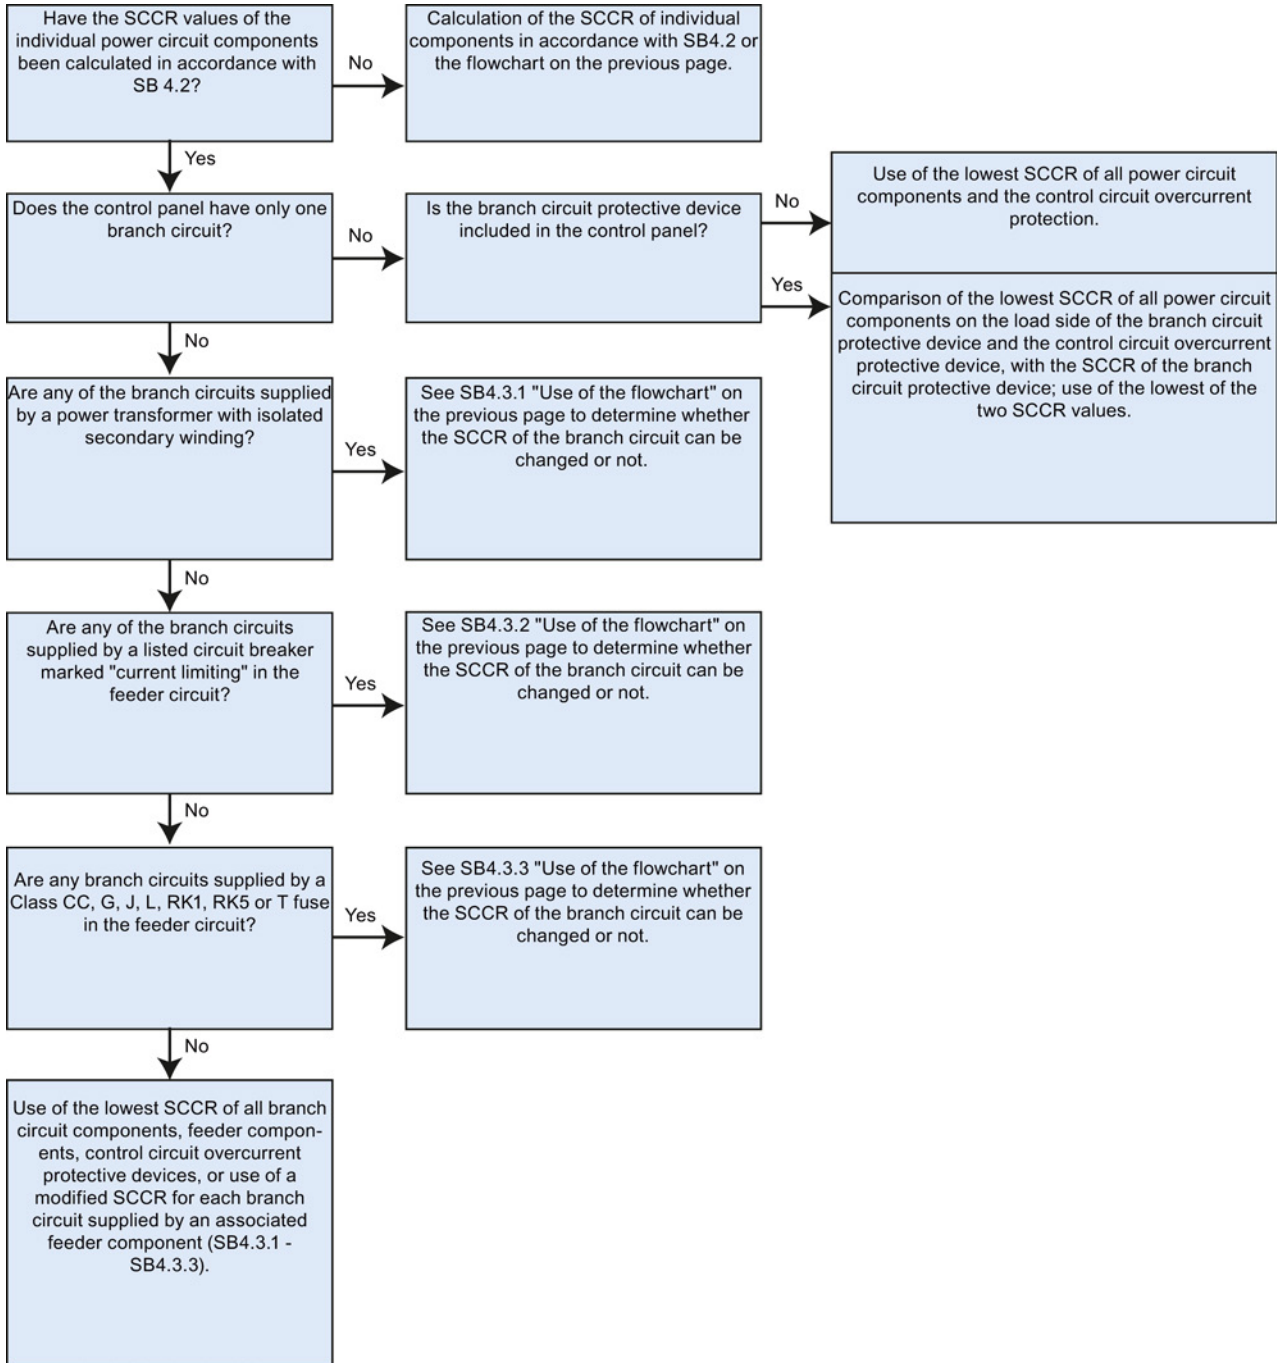 Have the SCCR values of the
individual power circuit components
been calculated in accordance with
SB 4.2?
No
Calculation of the SCCR of individual
components in accordance with SB4.2 or
the flowchart on the previous page.
Yes
Does the control panel have only one
branch circuit?
No
Is the branch circuit protective device
included in the control panel?
No
Use of the lowest SCCR of all power circuit
components and the control circuit overcurrent
protection.
Yes
Comparison of the lowest SCCR of all power circuit
components on the load side of the branch circuit
protective device and the control circuit overcurrent
protective device, with the SCCR of the branch
circuit protective device; use of the lowest of the
two SCCR values.
No
Are any of the branch circuits supplied
by a power transformer with isolated
secondary winding?
Yes
See SB4.3.1 "Use of the flowchart" on
the previous page to determine whether
the SCCR of the branch circuit can be
changed or not.
No
Are any of the branch circuits
supplied by a listed circuit breaker
marked "current limiting" in the
feeder circuit?
Yes
See SB4.3.2 "Use of the flowchart" on
the previous page to determine whether
the SCCR of the branch circuit can be
changed or not.
No
Are any branch circuits supplied by a
Class CC, G, J, L, RK1, RK5 or T fuse
in the feeder circuit?
Yes
See SB4.3.3 "Use of the flowchart" on
the previous page to determine whether
the SCCR of the branch circuit can be
changed or not.
No
Use of the lowest SCCR of all branch
circuit components, feeder compon-
ents, control circuit overcurrent
protective devices, or use of a
modified SCCR for each branch
circuit supplied by an associated
feeder component (SB4.3.1 -
SB4.3.3).